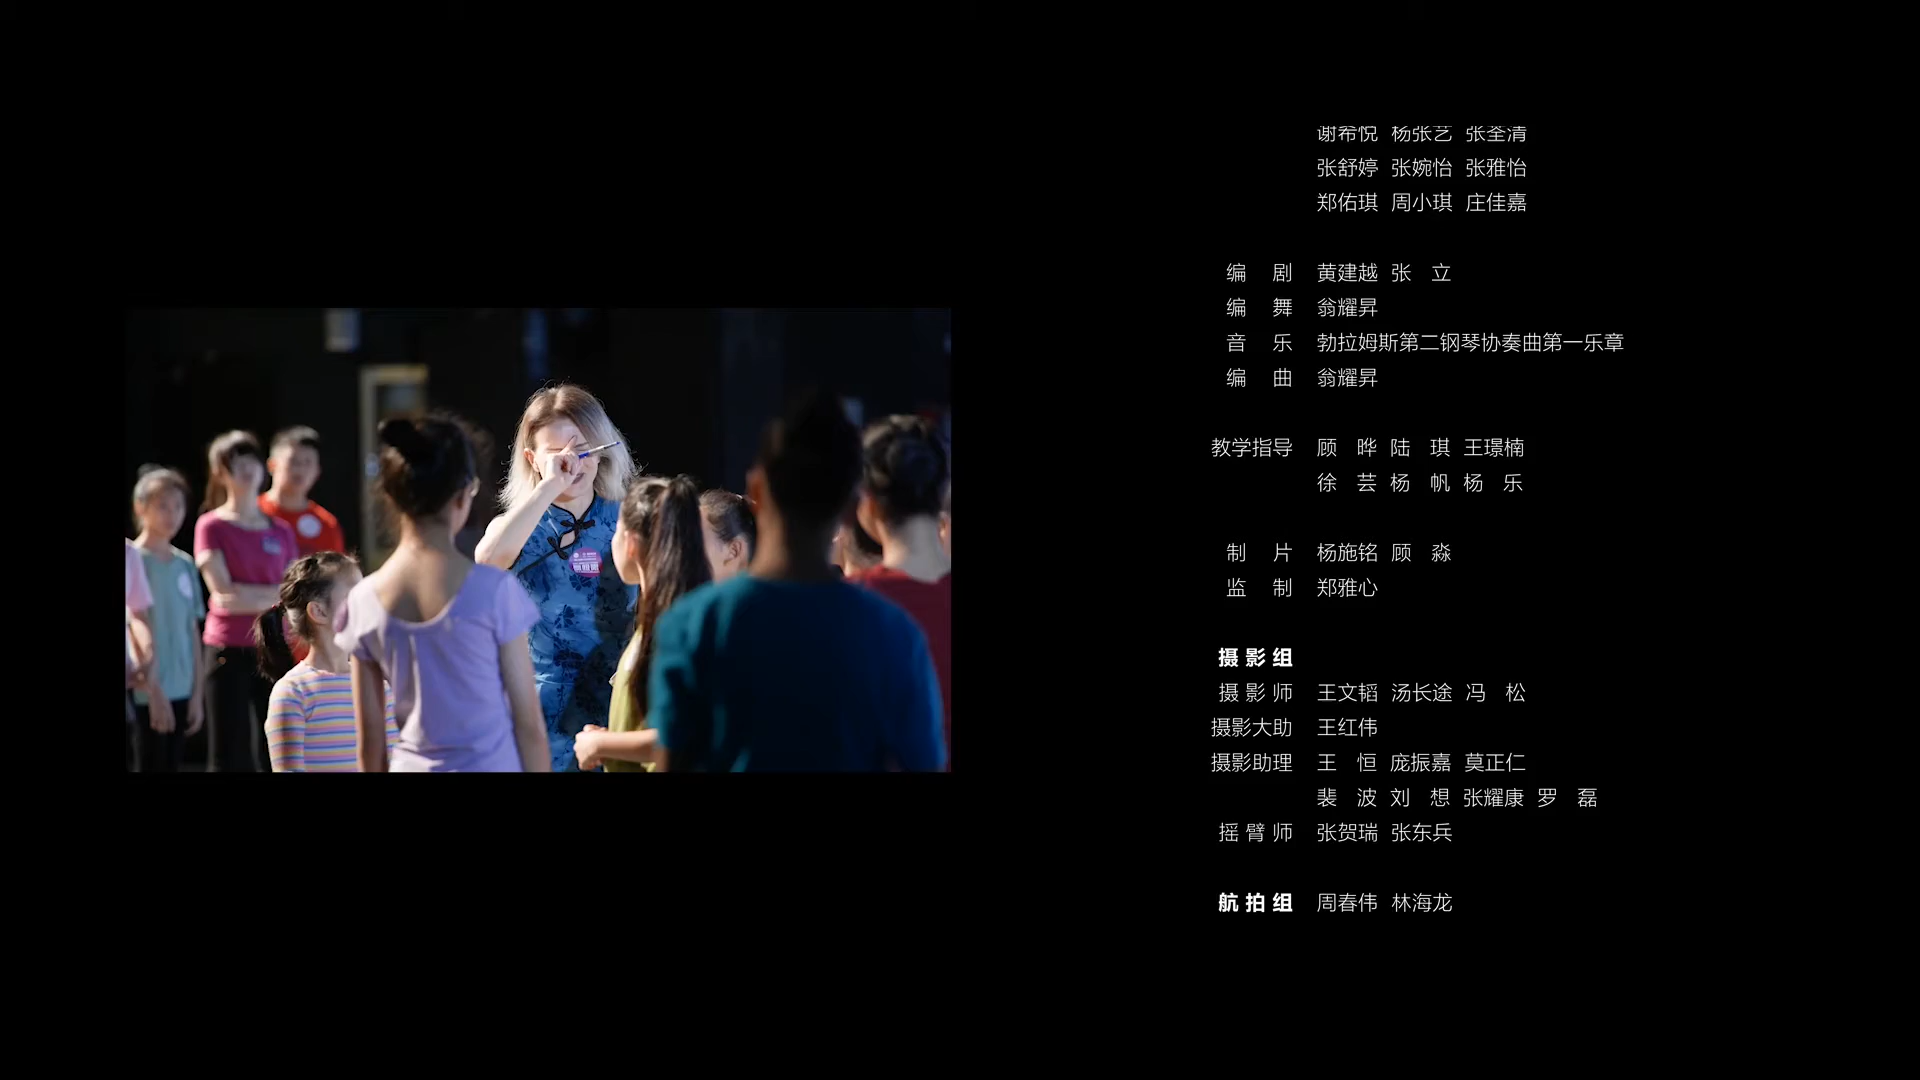 谢希悦 杨张艺 张荃清
张舒婷 张婉怡 张雅怡
郑佑琪 周小琪 庄佳嘉
编 剧 黄建越 张 立
编 舞 翁耀昇
音 乐 勃拉姆斯第二钢琴协奏曲第一乐章
编 曲 翁耀昇
教学指导 顾 晔 陆 琪 王璟楠
徐 芸 杨 帆 杨 乐
制 片 杨施铭 顾 淼
监 制 郑雅心
摄影组
摄影师 王文韬 汤长途 冯 松
摄影大助 王红伟
摄影助理 王 恒 庞振嘉 莫正仁
裴 波 刘 想 张耀康 罗 磊
摇臂师 张贺瑞 张东兵
航拍组 周春伟 林海龙